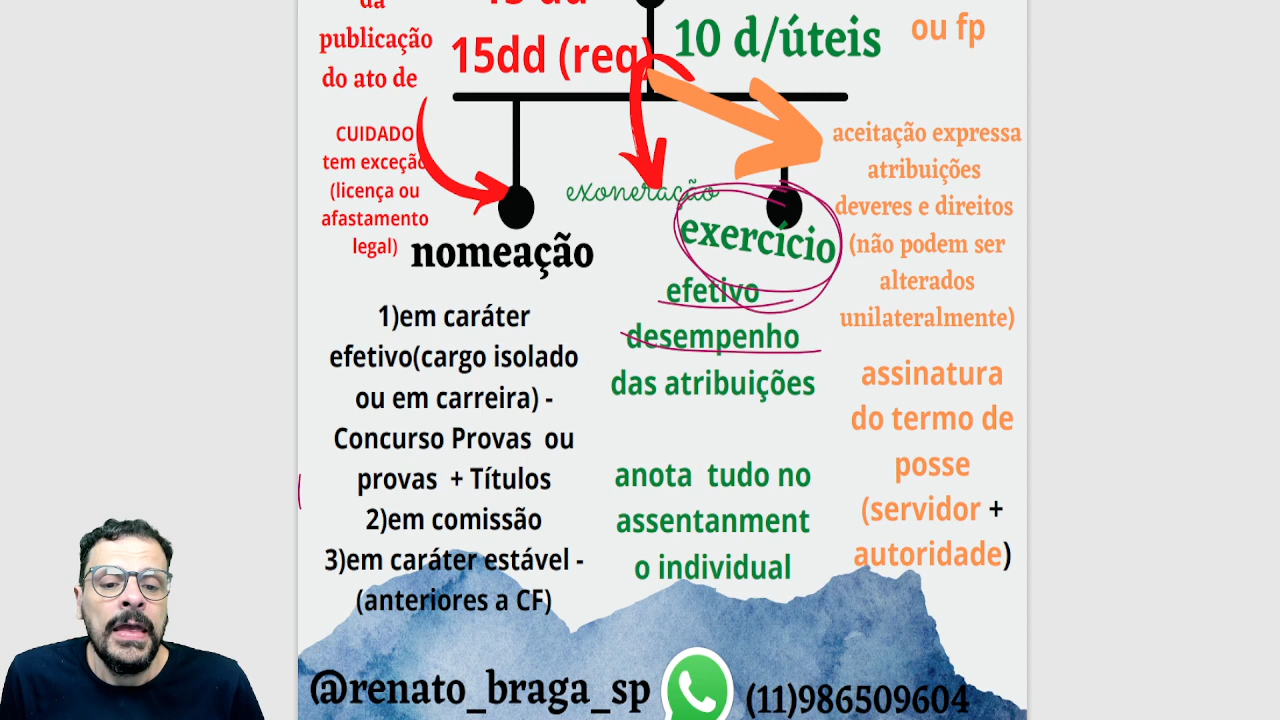 da
publicação
do ato de
15dd (req)
10 d/úteis
ou fp
CUIDADO
tem exceção
(licença ou
afastamento
legal)
nomeação
1)em caráter
efetivo(cargo isolado
ou em carreira) -
Concurso Provas ou
provas + Títulos
2)em comissão
3)em caráter estável -
(anteriores a CF)
exoneração
exercício
efetivo
desempenho
das atribuições
anota tudo no
assentanment
o individual
aceitação expressa
atribuições
deveres e direitos
(não podem ser
alterados
unilateralmente)
assinatura
do termo de
posse
(servidor +
autoridade)
@renato_braga_sp
(11)986509604